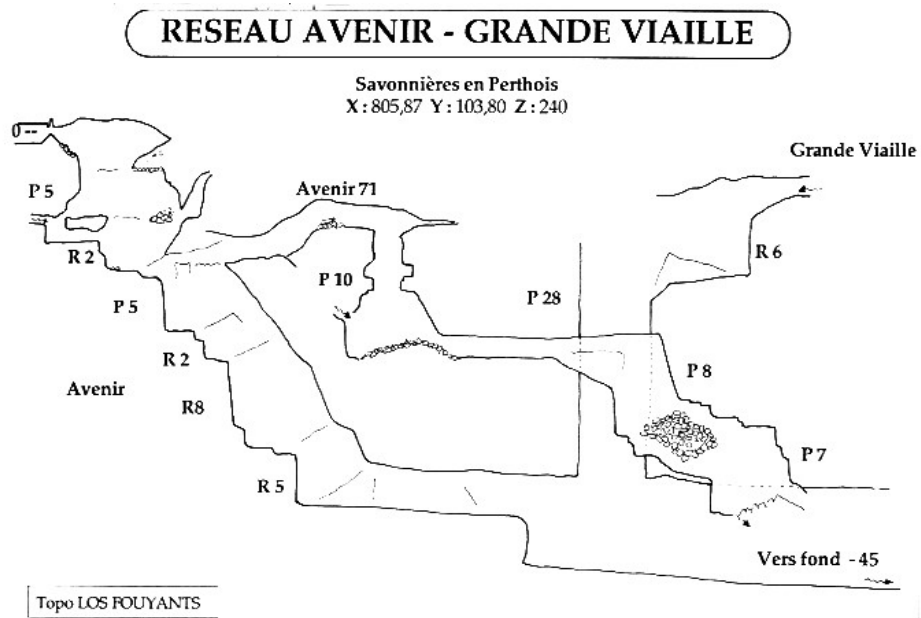 RESEAU AVENIR - GRANDE VIAILLE
Savonnières en Perthois
X : 805,87 Y : 103,80 Z : 240
0 --
Grande Viaille
P 5
Avenir 71
R 2
R 6
P 10
P 28
P 5
R 2
P 8
Avenir
R8
P 7
R 5
Vers fond - 45
Topo LOS FOUYANTS